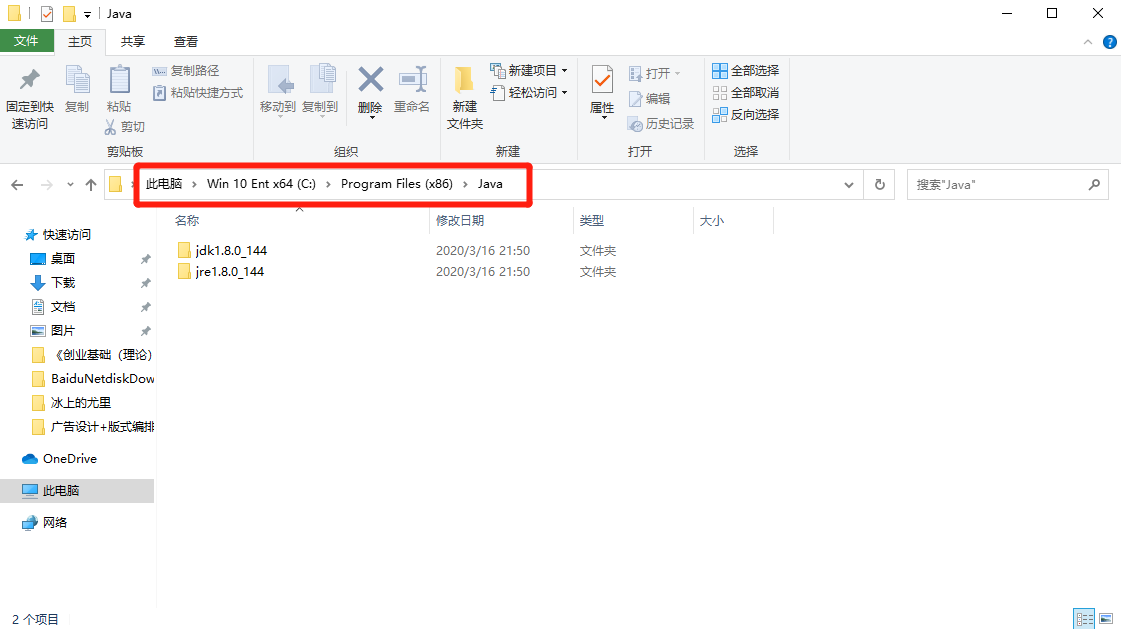 Java
文件 主页 共享 查看
固定到快速访问
复制
粘贴
复制路径
粘贴快捷方式
剪切
剪贴板
移动到
复制到
删除
重命名
组织
新建文件夹
新建项目
轻松访问
新建
属性
打开
编辑
历史记录
打开
全部选择
全部取消
反向选择
选择
此电脑 › Win 10 Ent x64 (C:) › Program Files (x86) › Java
搜索"Java"
名称 修改日期 类型 大小
jdk1.8.0_144 2020/3/16 21:50 文件夹
jre1.8.0_144 2020/3/16 21:50 文件夹
快速访问
桌面
下载
文档
图片
《创业基础（理论）
BaiduNetdiskDow
冰上的尤里
广告设计+版式编排
OneDrive
此电脑
网络
2 个项目